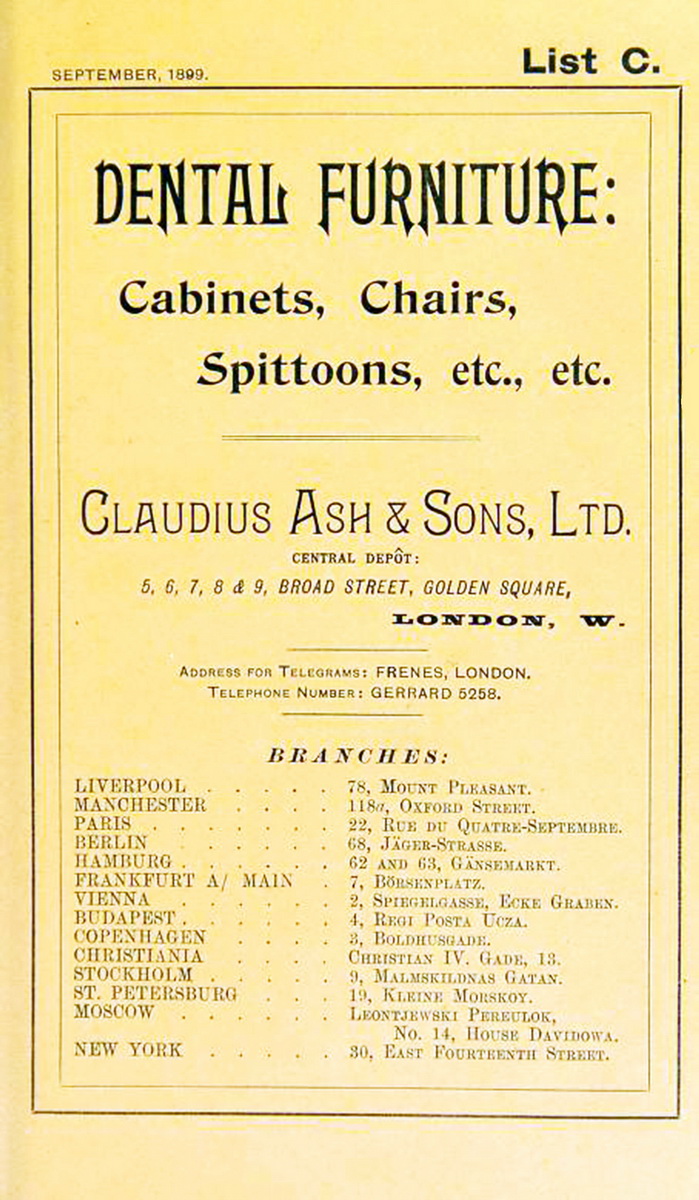 SEPTEMBER, 1899.
List C.
DENTAL FURNITURE:
Cabinets, Chairs,
Spittoons, etc., etc.
CLAUDIUS ASH & SONS, LTD.
CENTRAL DEPÔT:
5, 6, 7, 8 & 9, BROAD STREET, GOLDEN SQUARE,
LONDON, W.
ADDRESS FOR TELEGRAMS: FRENES, LONDON.
TELEPHONE NUMBER: GERRARD 5258.
BRANCHES:
LIVERPOOL . . . . . 78, MOUNT PLEASANT.
MANCHESTER . . . . 118a, OXFORD STREET.
PARIS . . . . . . . 22, RUE DU QUATRE-SEPTEMBRE.
BERLIN . . . . . . 68, JÄGER-STRASSE.
HAMBURG . . . . . . 62 AND 63, GÄNSEMARKT.
FRANKFURT A/ MAIN . 7, BÖRSENPLATZ.
VIENNA . . . . . . 2, SPIEGELGASSE, ECKE GRABEN.
BUDAPEST . . . . . . 4, REGI POSTA UCZA.
COPENHAGEN . . . . 3, BOLDHUSGADE.
CHRISTIANIA . . . . CHRISTIAN IV. GADE, 13.
STOCKHOLM . . . . . 9, MALMSKILDNAS GATAN.
ST. PETERSBURG . . . 19, KLEINE MORSKOY.
MOSCOW . . . . . . LEONTJEWSKI PEREULOK,
NO. 14, HOUSE DAVIDOWA.
NEW YORK . . . . . 30, EAST FOURTEENTH STREET.